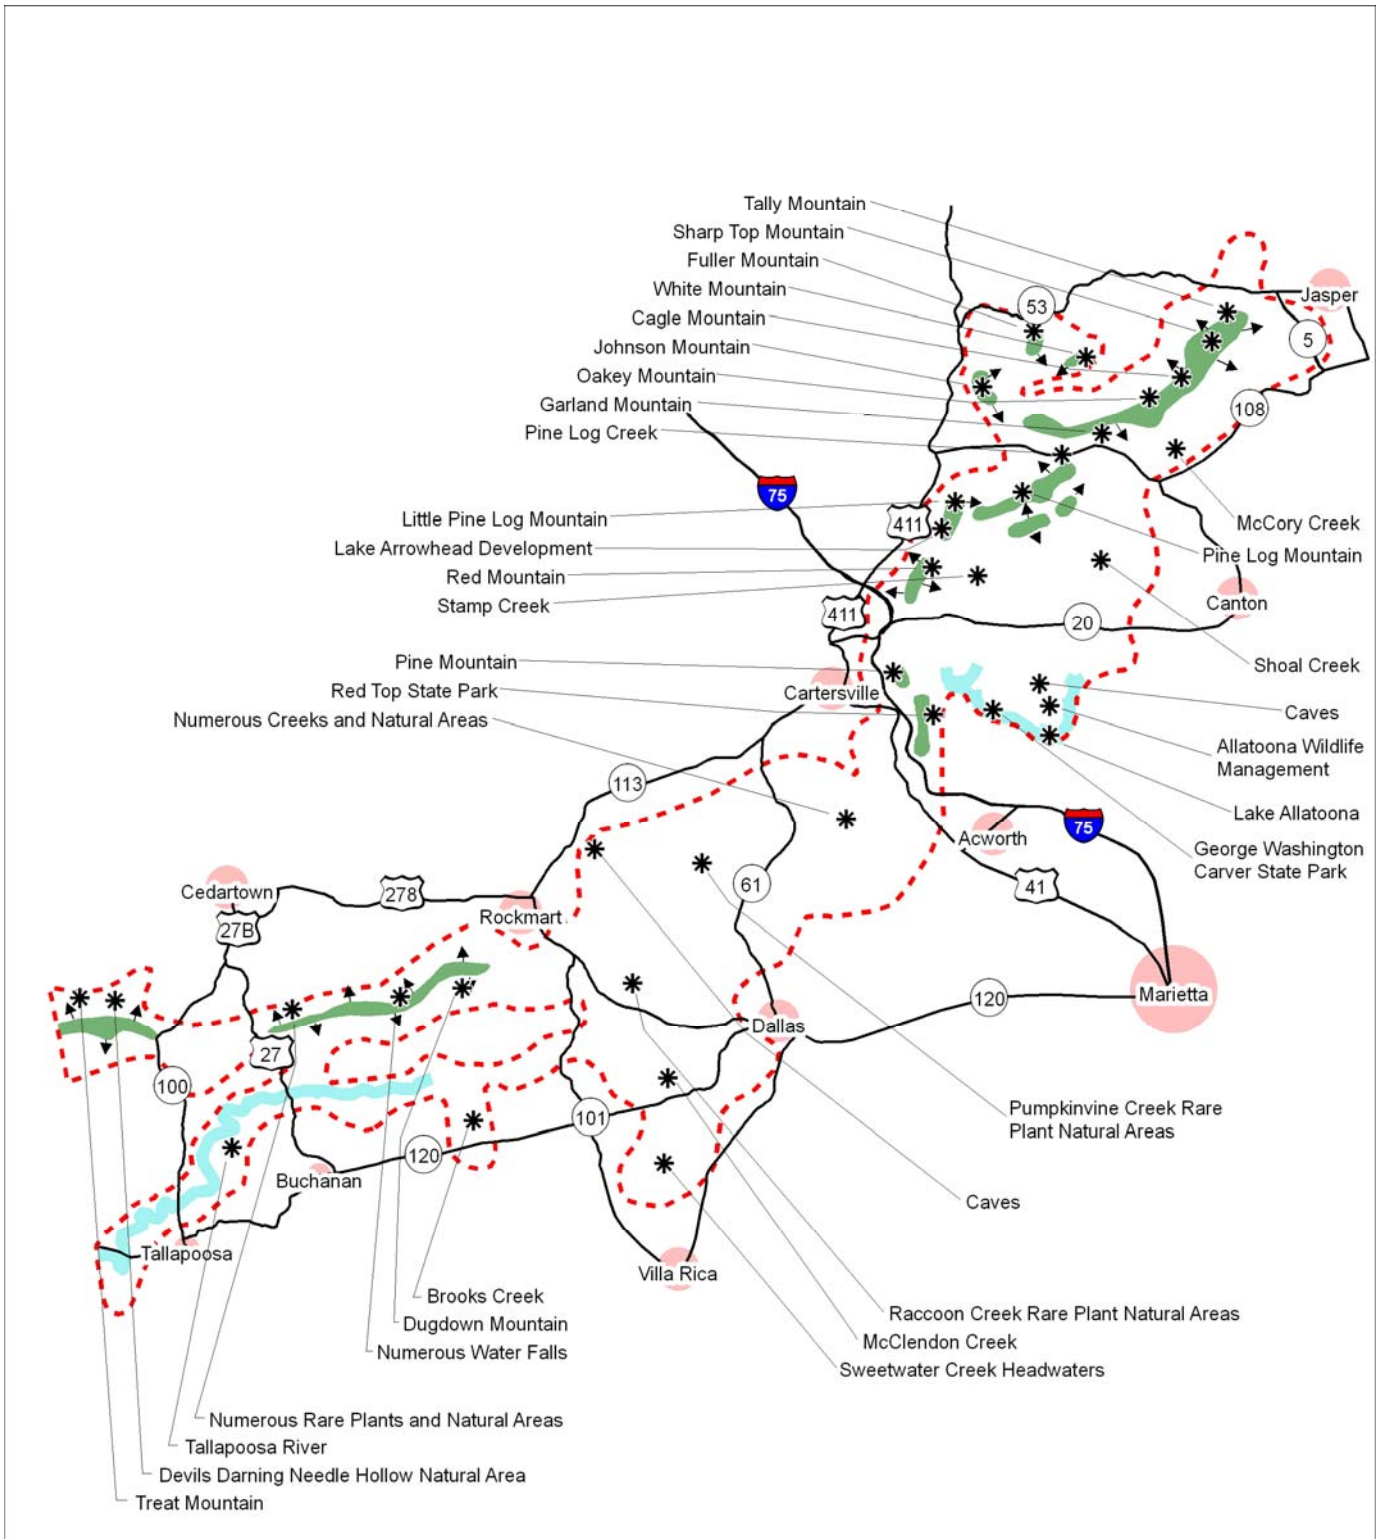 Tally Mountain
Sharp Top Mountain
Fuller Mountain
White Mountain
53
Jasper
Cagle Mountain
5
Johnson Mountain
Oakey Mountain
Garland Mountain
108
Pine Log Creek
75
Little Pine Log Mountain
411
McCory Creek
Lake Arrowhead Development
Pine Log Mountain
Red Mountain
Stamp Creek
Canton
411
20
Pine Mountain
Shoal Creek
Red Top State Park
Cartersville
Numerous Creeks and Natural Areas
Caves
Allatoona Wildlife
Management
113
Lake Allatoona
75
Acworth
George Washington
Carver State Park
61
41
Cedartown
278
Rockmart
27B
Marietta
120
Dallas
27
100
Pumpkinvine Creek Rare
Plant Natural Areas
101
120
Buchanan
Caves
Tallapoosa
Villa Rica
Brooks Creek
Raccoon Creek Rare Plant Natural Areas
Dugdown Mountain
McClendon Creek
Numerous Water Falls
Sweetwater Creek Headwaters
Numerous Rare Plants and Natural Areas
Tallapoosa River
Devils Darning Needle Hollow Natural Area
Treat Mountain